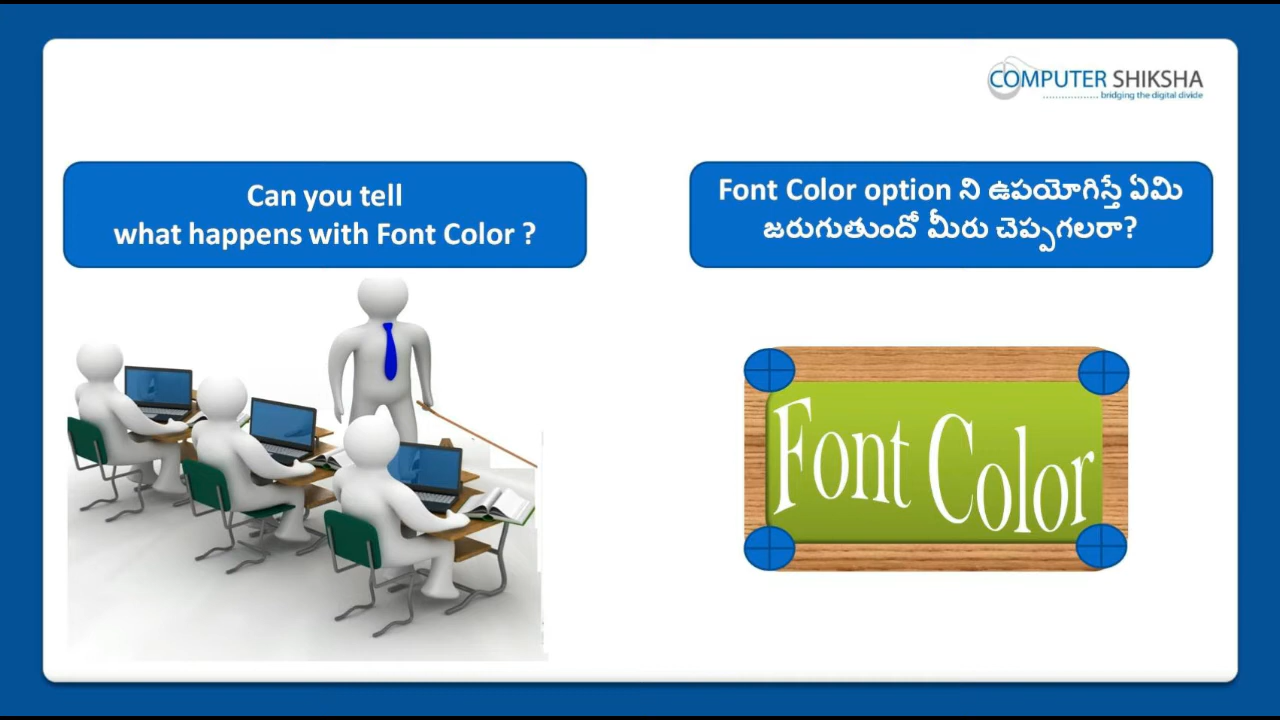 COMPUTER SHIKSHA
bridging the digital divide
Can you tell
what happens with Font Color ?
Font Color option ని ఉపయోగిస్తే ఏమి
జరుగుతుందో మీరు చెప్పగలరా?
Font Color